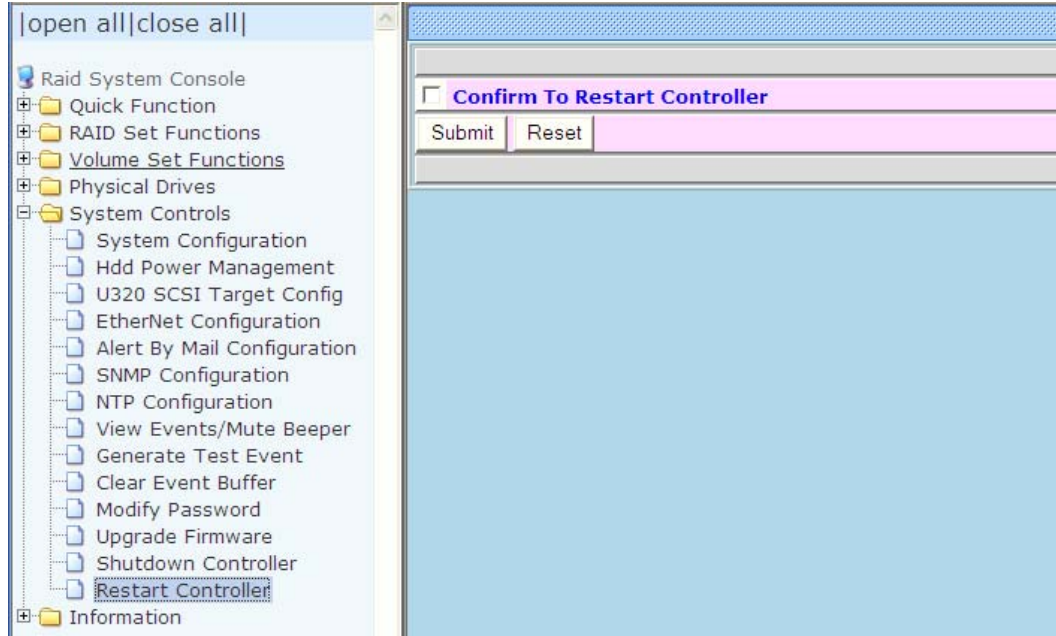 |open all|close all|
Raid System Console
Quick Function
RAID Set Functions
Volume Set Functions
Physical Drives
System Controls
System Configuration
Hdd Power Management
U320 SCSI Target Config
EtherNet Configuration
Alert By Mail Configuration
SNMP Configuration
NTP Configuration
View Events/Mute Beeper
Generate Test Event
Clear Event Buffer
Modify Password
Upgrade Firmware
Shutdown Controller
Restart Controller
Information
Confirm To Restart Controller
Submit Reset